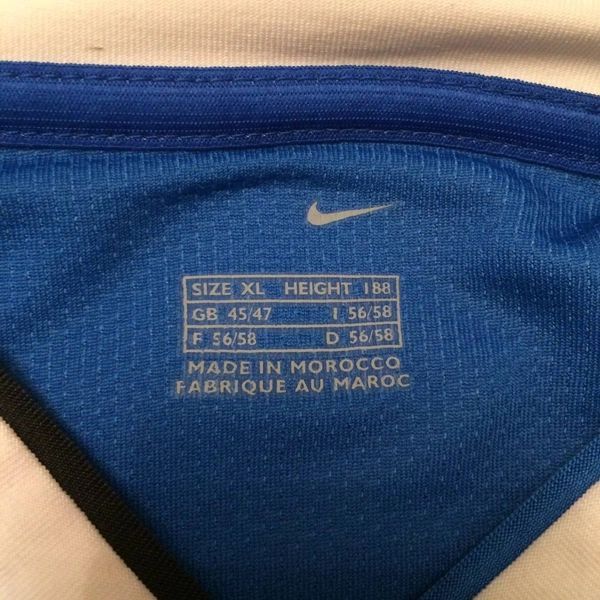 SIZE XL HEIGHT 188
GB 45/47 I 56/58
F 56/58 D 56/58
MADE IN MOROCCO
FABRIQUE AU MAROC